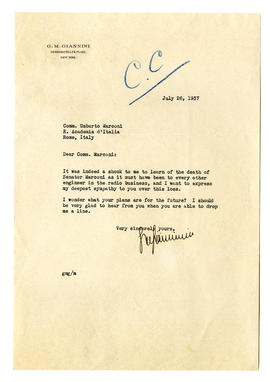 G. M. GIANNINI
NEW YORK.
C.C
July 26, 1937
Comm. Umberto Marconi
R. Academia d'Italia
Rome, Italy
Dear Comm. Marconi:
It was indeed a shock to me to learn of the death of
Senator Marconi as it must have been to every other
engineer in the radio business, and I want to express
my deepest sympathy to you over this loss.
I wonder what your plans are for the future? I should
be very glad to hear from you when you are able to drop
me a line.
Very sincerely yours,
gmg/a